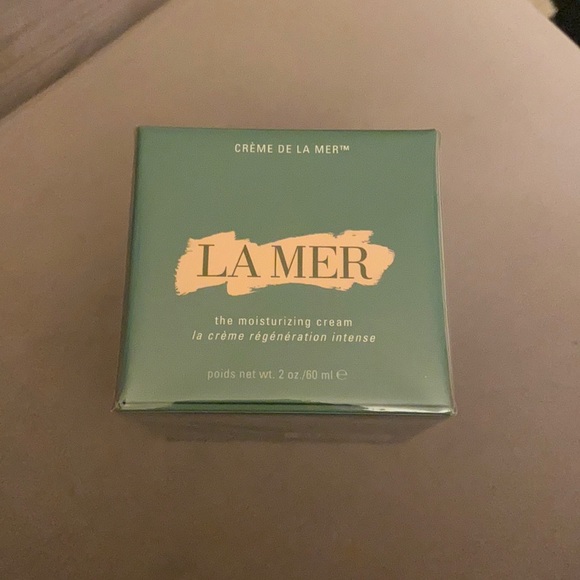 CRÈME DE LA MER™
LA MER
the moisturizing cream
la crème régénération intense
poids net wt. 2 oz./60 ml ℮